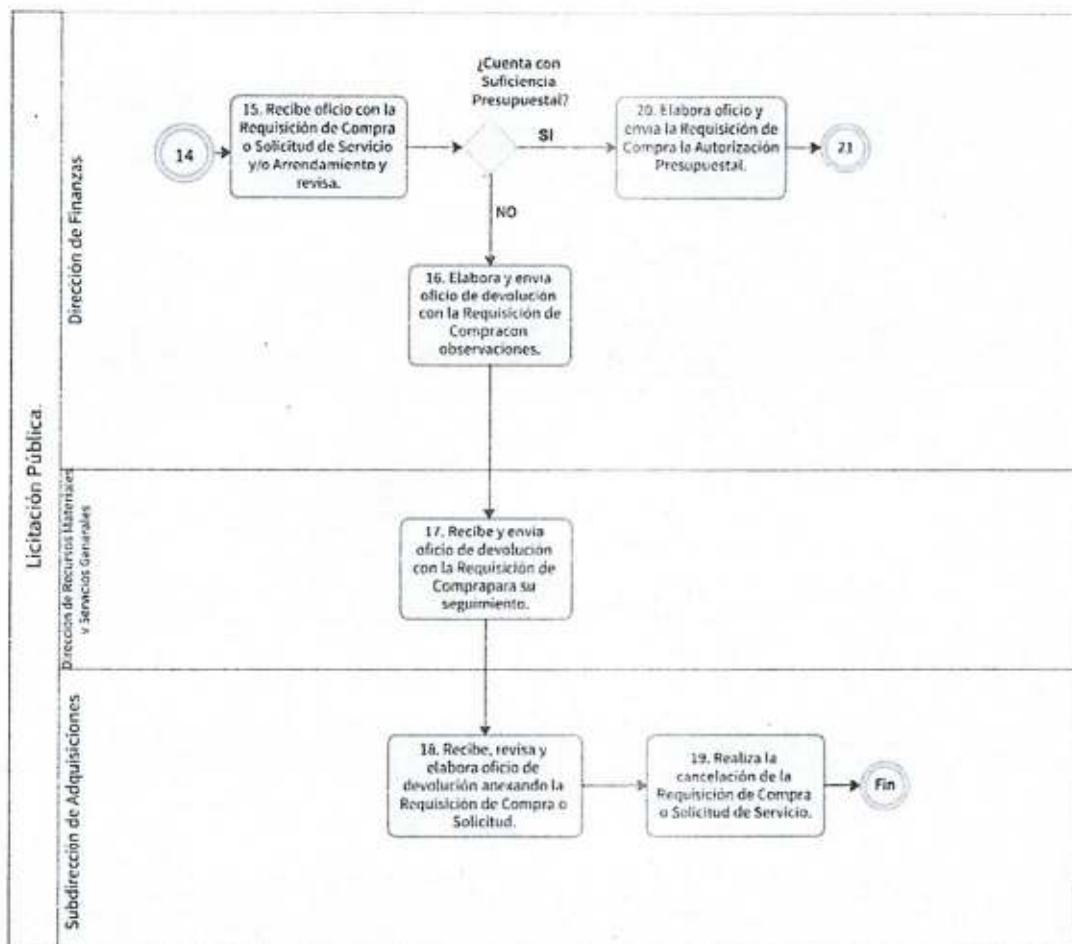 Licitación Pública.
Dirección de Finanzas
14
15. Recibe oficio con la
Requisición de Compra
o Solicitud de Servicio
y/o Arrendamiento y
revisa.
¿Cuenta con
Suficiencia
Presupuestal?
SI
20. Elabora oficio y
envia la Requisición de
Compra la Autorización
Presupuestal.
21
NO
16. Elabora y envia
oficio de devolución
con la Requisición de
Compracon
observaciones.
Dirección de Recursos Materiales
y Servicios Generales
17. Recibe y envia
oficio de devolución
con la Requisición de
Comprapara su
seguimiento.
Subdirección de Adquisiciones
18. Recibe, revisa y
elabora oficio de
devolución anexando la
Requisición de Compra o
Solicitud.
19. Realiza la
cancelación de la
Requisición de Compra
o Solicitud de Servicio.
Fin